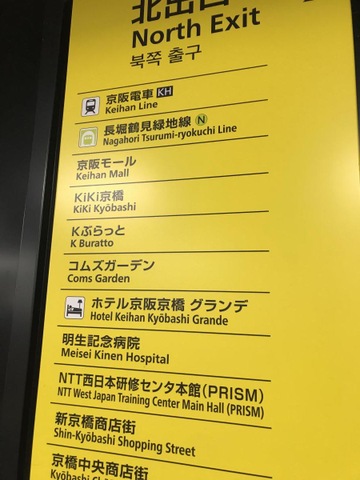 北出口
North Exit
북쪽 출구
京阪電車 KH
Keihan Line
長堀鶴見緑地線 N
Nagahori Tsurumi-ryokuchi Line
京阪モール
Keihan Mall
KiKi京橋
KiKi Kyōbashi
Kぶらっと
K Buratto
コムズガーデン
Coms Garden
ホテル京阪京橋 グランデ
Hotel Keihan Kyōbashi Grande
明生記念病院
Meisei Kinen Hospital
NTT西日本研修センタ本館(PRISM)
NTT West Japan Training Center Main Hall (PRISM)
新京橋商店街
Shin-Kyōbashi Shopping Street
京橋中央商店街